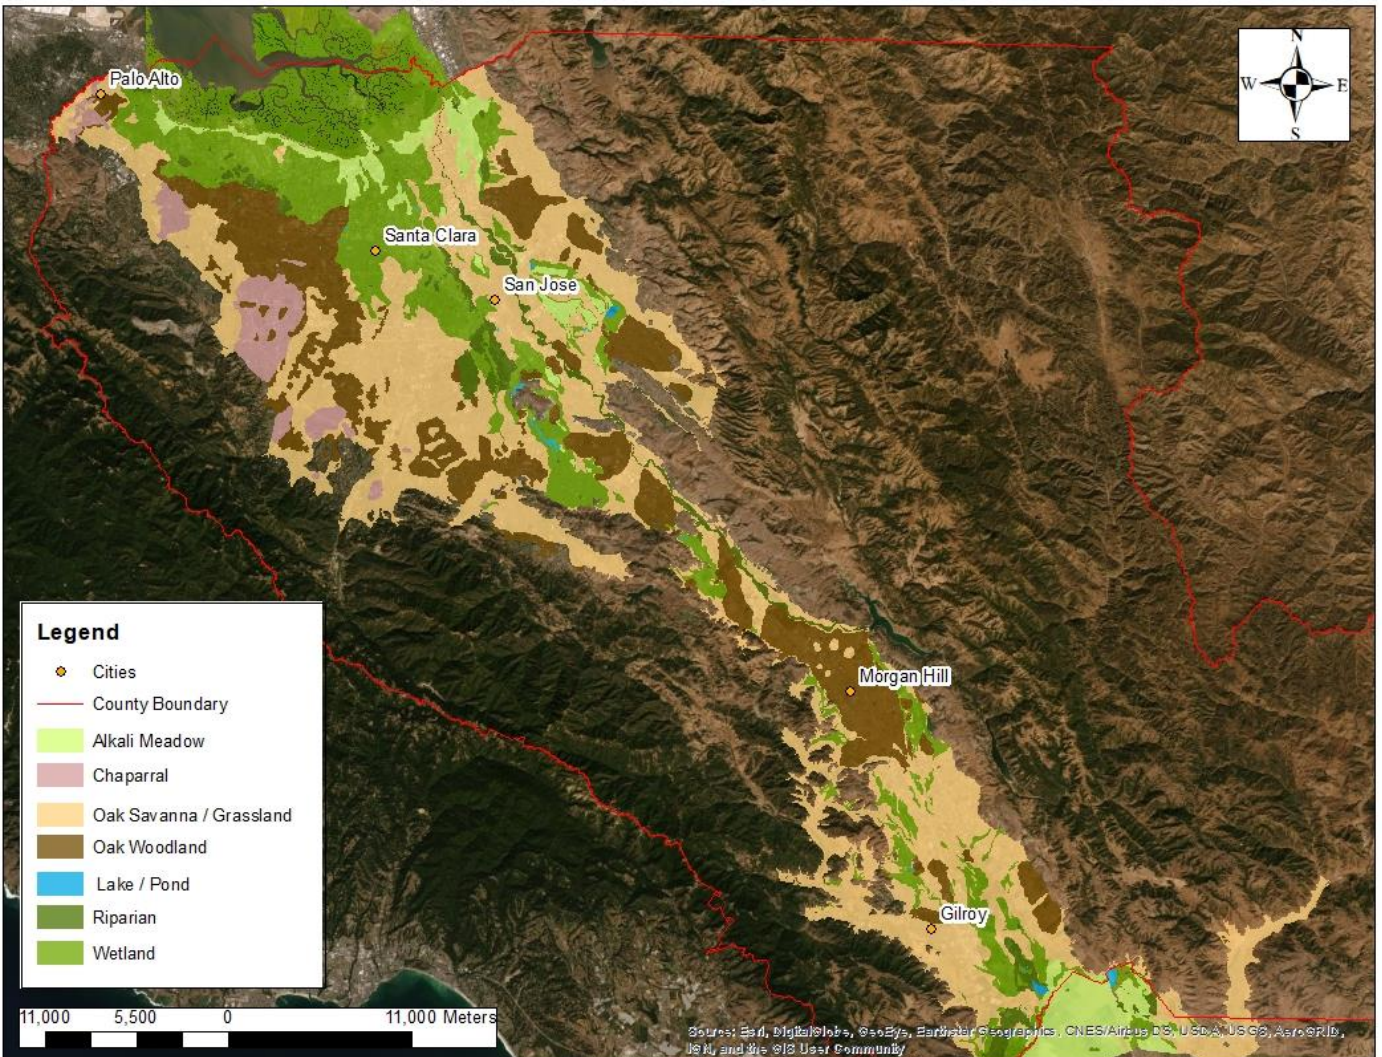 N
W E
S
Palo Alto
Santa Clara
San Jose
Morgan Hill
Gilroy
Legend
Cities
County Boundary
Alkali Meadow
Chaparral
Oak Savanna / Grassland
Oak Woodland
Lake / Pond
Riparian
Wetland
11,000 5,500 0 11,000 Meters
Source: Esri, DigitalGlobe, GeoEye, Earthstar Geographics, CNES/Airbus DS, USDA, USGS, AeroGRID,
IGN, and the GIS User Community